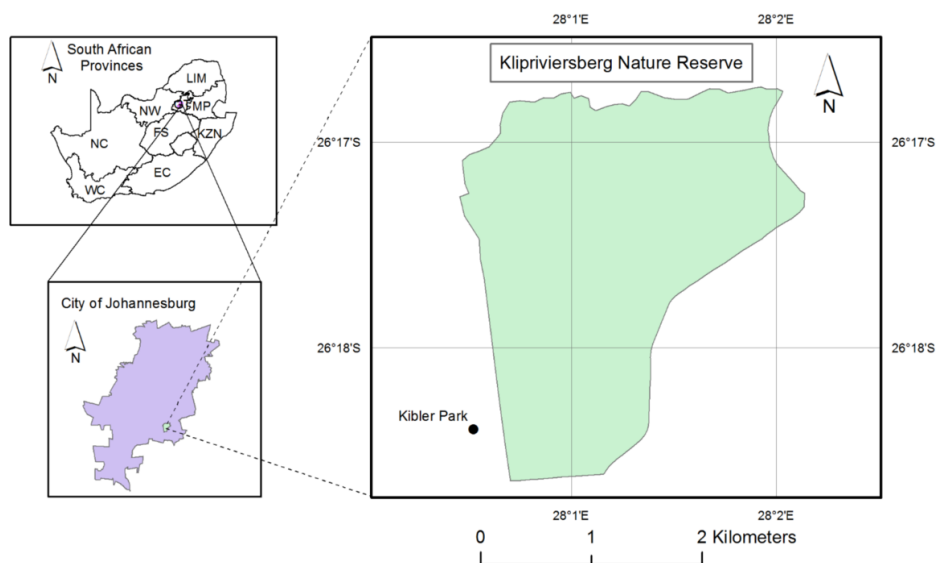 South African
Provinces
N
LIM
NW
MP
FS
KZN
NC
EC
WC
City of Johannesburg
N
28°1'E
28°2'E
Klipriviersberg Nature Reserve
N
26°17'S
26°17'S
26°18'S
26°18'S
Kibler Park
28°1'E
28°2'E
0 1 2 Kilometers